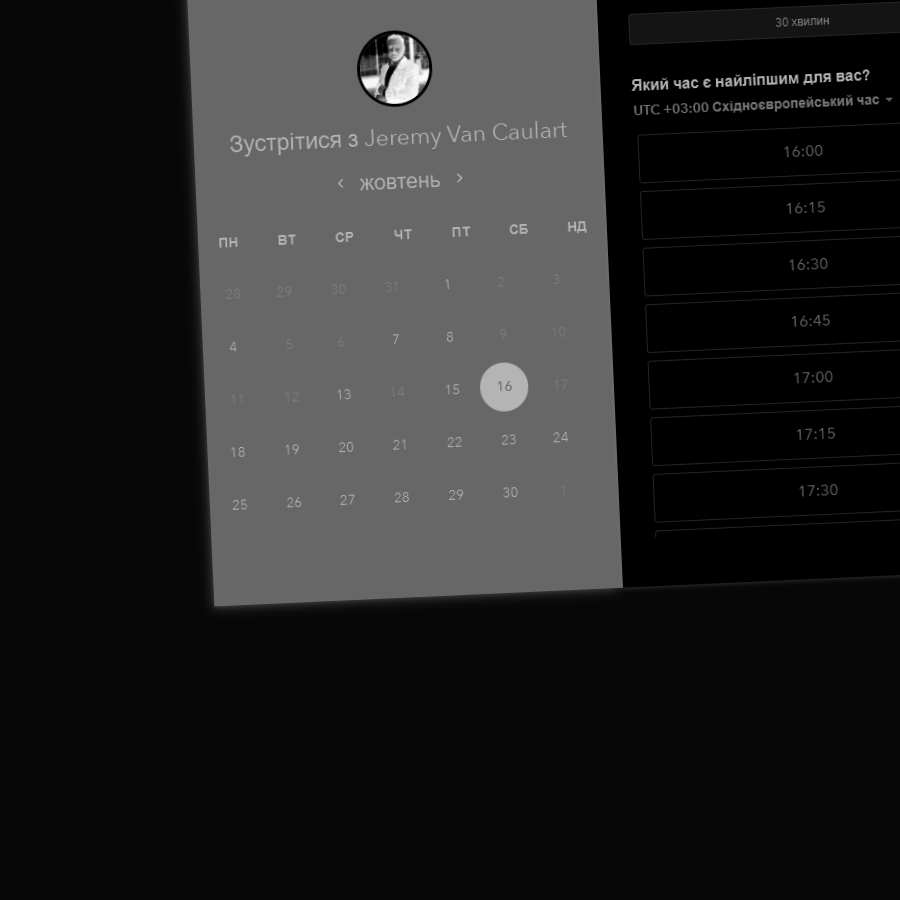 Зустрітися з Jeremy Van Caulart
жовтень
ПН ВТ СР ЧТ ПТ СБ НД
28 29 30 31 1 2 3
4 5 6 7 8 9 10
11 12 13 14 15 16 17
18 19 20 21 22 23 24
25 26 27 28 29 30 1
30 хвилин
Який час є найліпшим для вас?
UTC +03:00 Східноєвропейський час
16:00
16:15
16:30
16:45
17:00
17:15
17:30